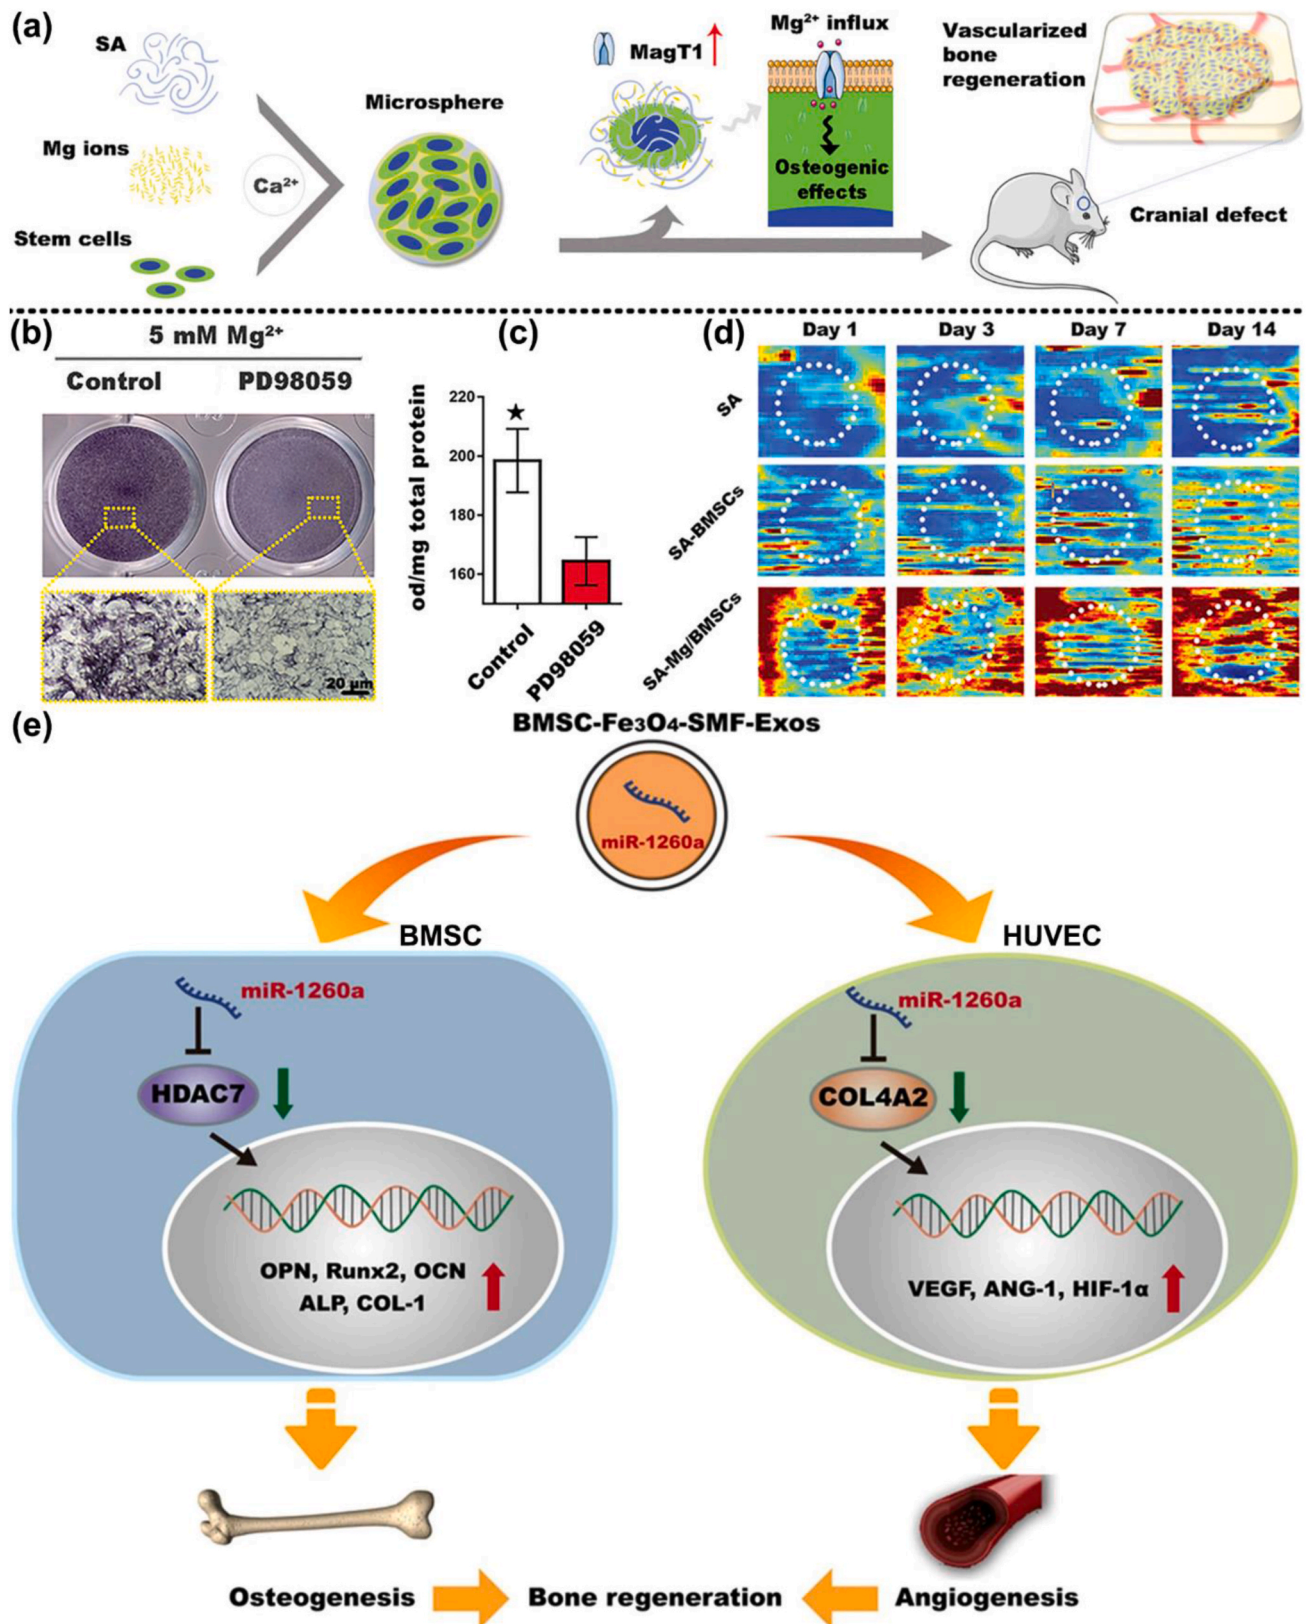 (a)
SA
Mg ions
Stem cells
Ca²⁺
Microsphere
MagT1
Mg²⁺ influx
Osteogenic
effects
Vascularized
bone
regeneration
Cranial defect
(b)
5 mM Mg²⁺
Control
PD98059
20 μm
(c)
od/mg total protein
220
200
180
160
Control
PD98059
(d)
Day 1
Day 3
Day 7
Day 14
SA
SA-BMSCs
SA-Mg/BMSCs
(e)
BMSC-Fe₃O₄-SMF-Exos
miR-1260a
BMSC
miR-1260a
HDAC7
OPN, Runx2, OCN
ALP, COL-1
HUVEC
miR-1260a
COL4A2
VEGF, ANG-1, HIF-1α
Osteogenesis
Bone regeneration
Angiogenesis